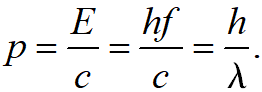 p = E/c = hf/c = h/λ.